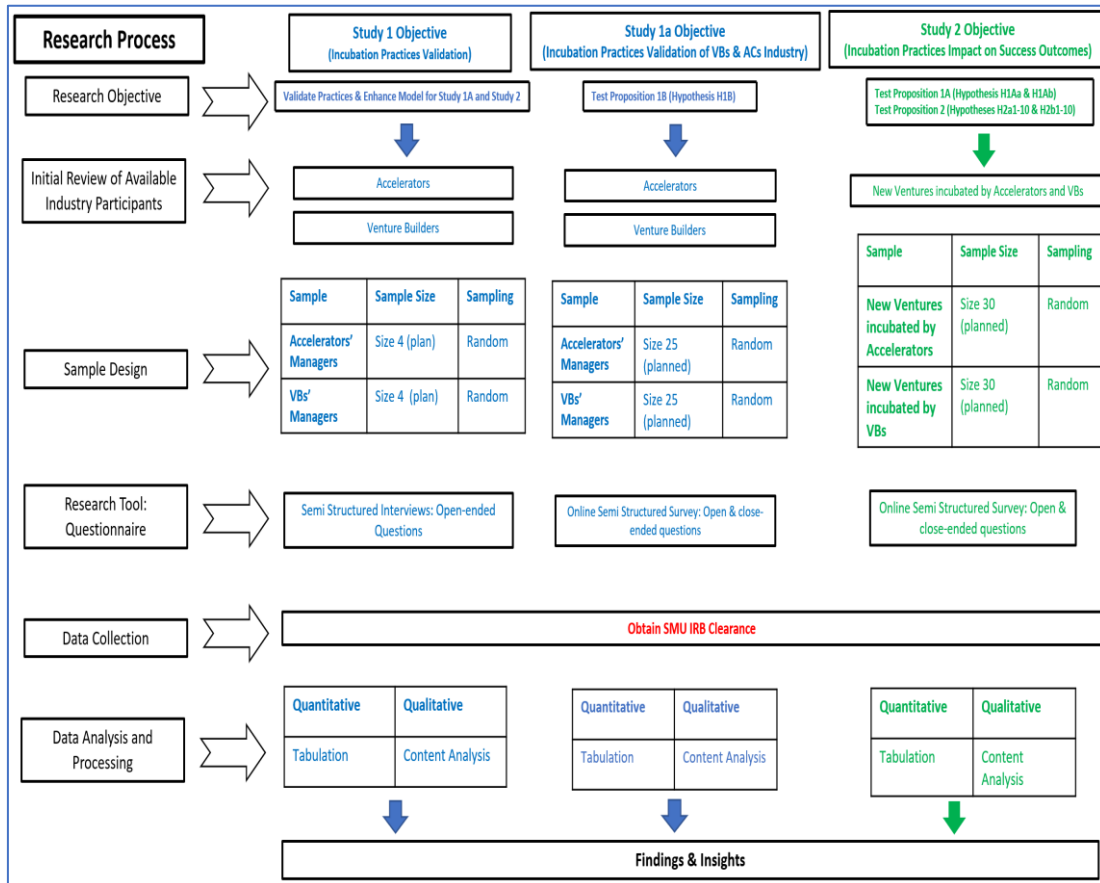 Research Process
Study 1 Objective
(Incubation Practices Validation)
Study 1a Objective
(Incubation Practices Validation of VBs & ACs Industry)
Study 2 Objective
(Incubation Practices Impact on Success Outcomes)
Research Objective
Validate Practices & Enhance Model for Study 1A and Study 2
Test Proposition 1B (Hypothesis H1B)
Test Proposition 1A (Hypothesis H1Aa & H1Ab)
Test Proposition 2 (Hypotheses H2a1-10 & H2b1-10)
Initial Review of Available
Industry Participants
Accelerators
Venture Builders
Accelerators
Venture Builders
New Ventures incubated by Accelerators and VBs
Sample Design
Sample
Sample Size
Sampling
Accelerators'
Managers
Size 4 (plan)
Random
VBs'
Managers
Size 4 (plan)
Random
Sample
Sample Size
Sampling
Accelerators'
Managers
Size 25
(planned)
Random
VBs'
Managers
Size 25
(planned)
Random
Sample
Sample Size
Sampling
New Ventures
incubated by
Accelerators
Size 30
(planned)
Random
New Ventures
incubated by
VBs
Size 30
(planned)
Random
Research Tool:
Questionnaire
Semi Structured Interviews: Open-ended
Questions
Online Semi Structured Survey: Open & close-
ended questions
Online Semi Structured Survey: Open &
close-ended questions
Data Collection
Obtain SMU IRB Clearance
Data Analysis and
Processing
Quantitative
Qualitative
Tabulation
Content Analysis
Quantitative
Qualitative
Tabulation
Content Analysis
Quantitative
Qualitative
Tabulation
Content
Analysis
Findings & Insights